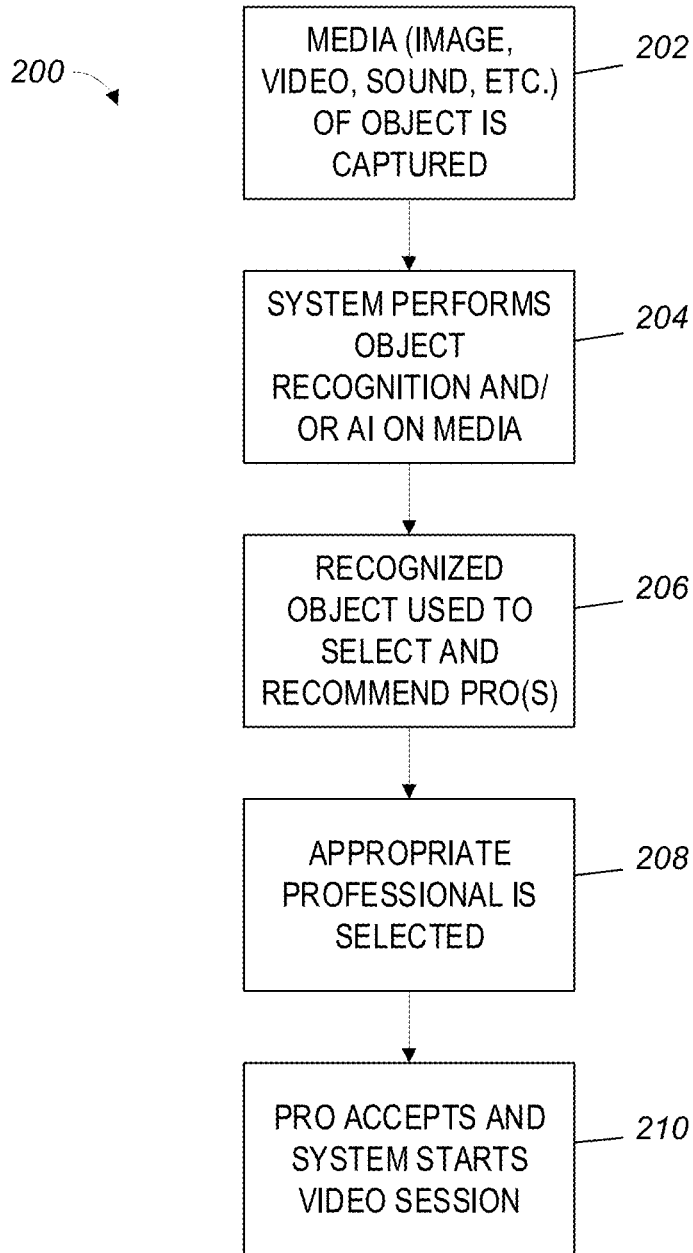 200
MEDIA (IMAGE,
VIDEO, SOUND, ETC.)
OF OBJECT IS
CAPTURED
202
SYSTEM PERFORMS
OBJECT
RECOGNITION AND/
OR AI ON MEDIA
204
RECOGNIZED
OBJECT USED TO
SELECT AND
RECOMMEND PRO(S)
206
APPROPRIATE
PROFESSIONAL IS
SELECTED
208
PRO ACCEPTS AND
SYSTEM STARTS
VIDEO SESSION
210